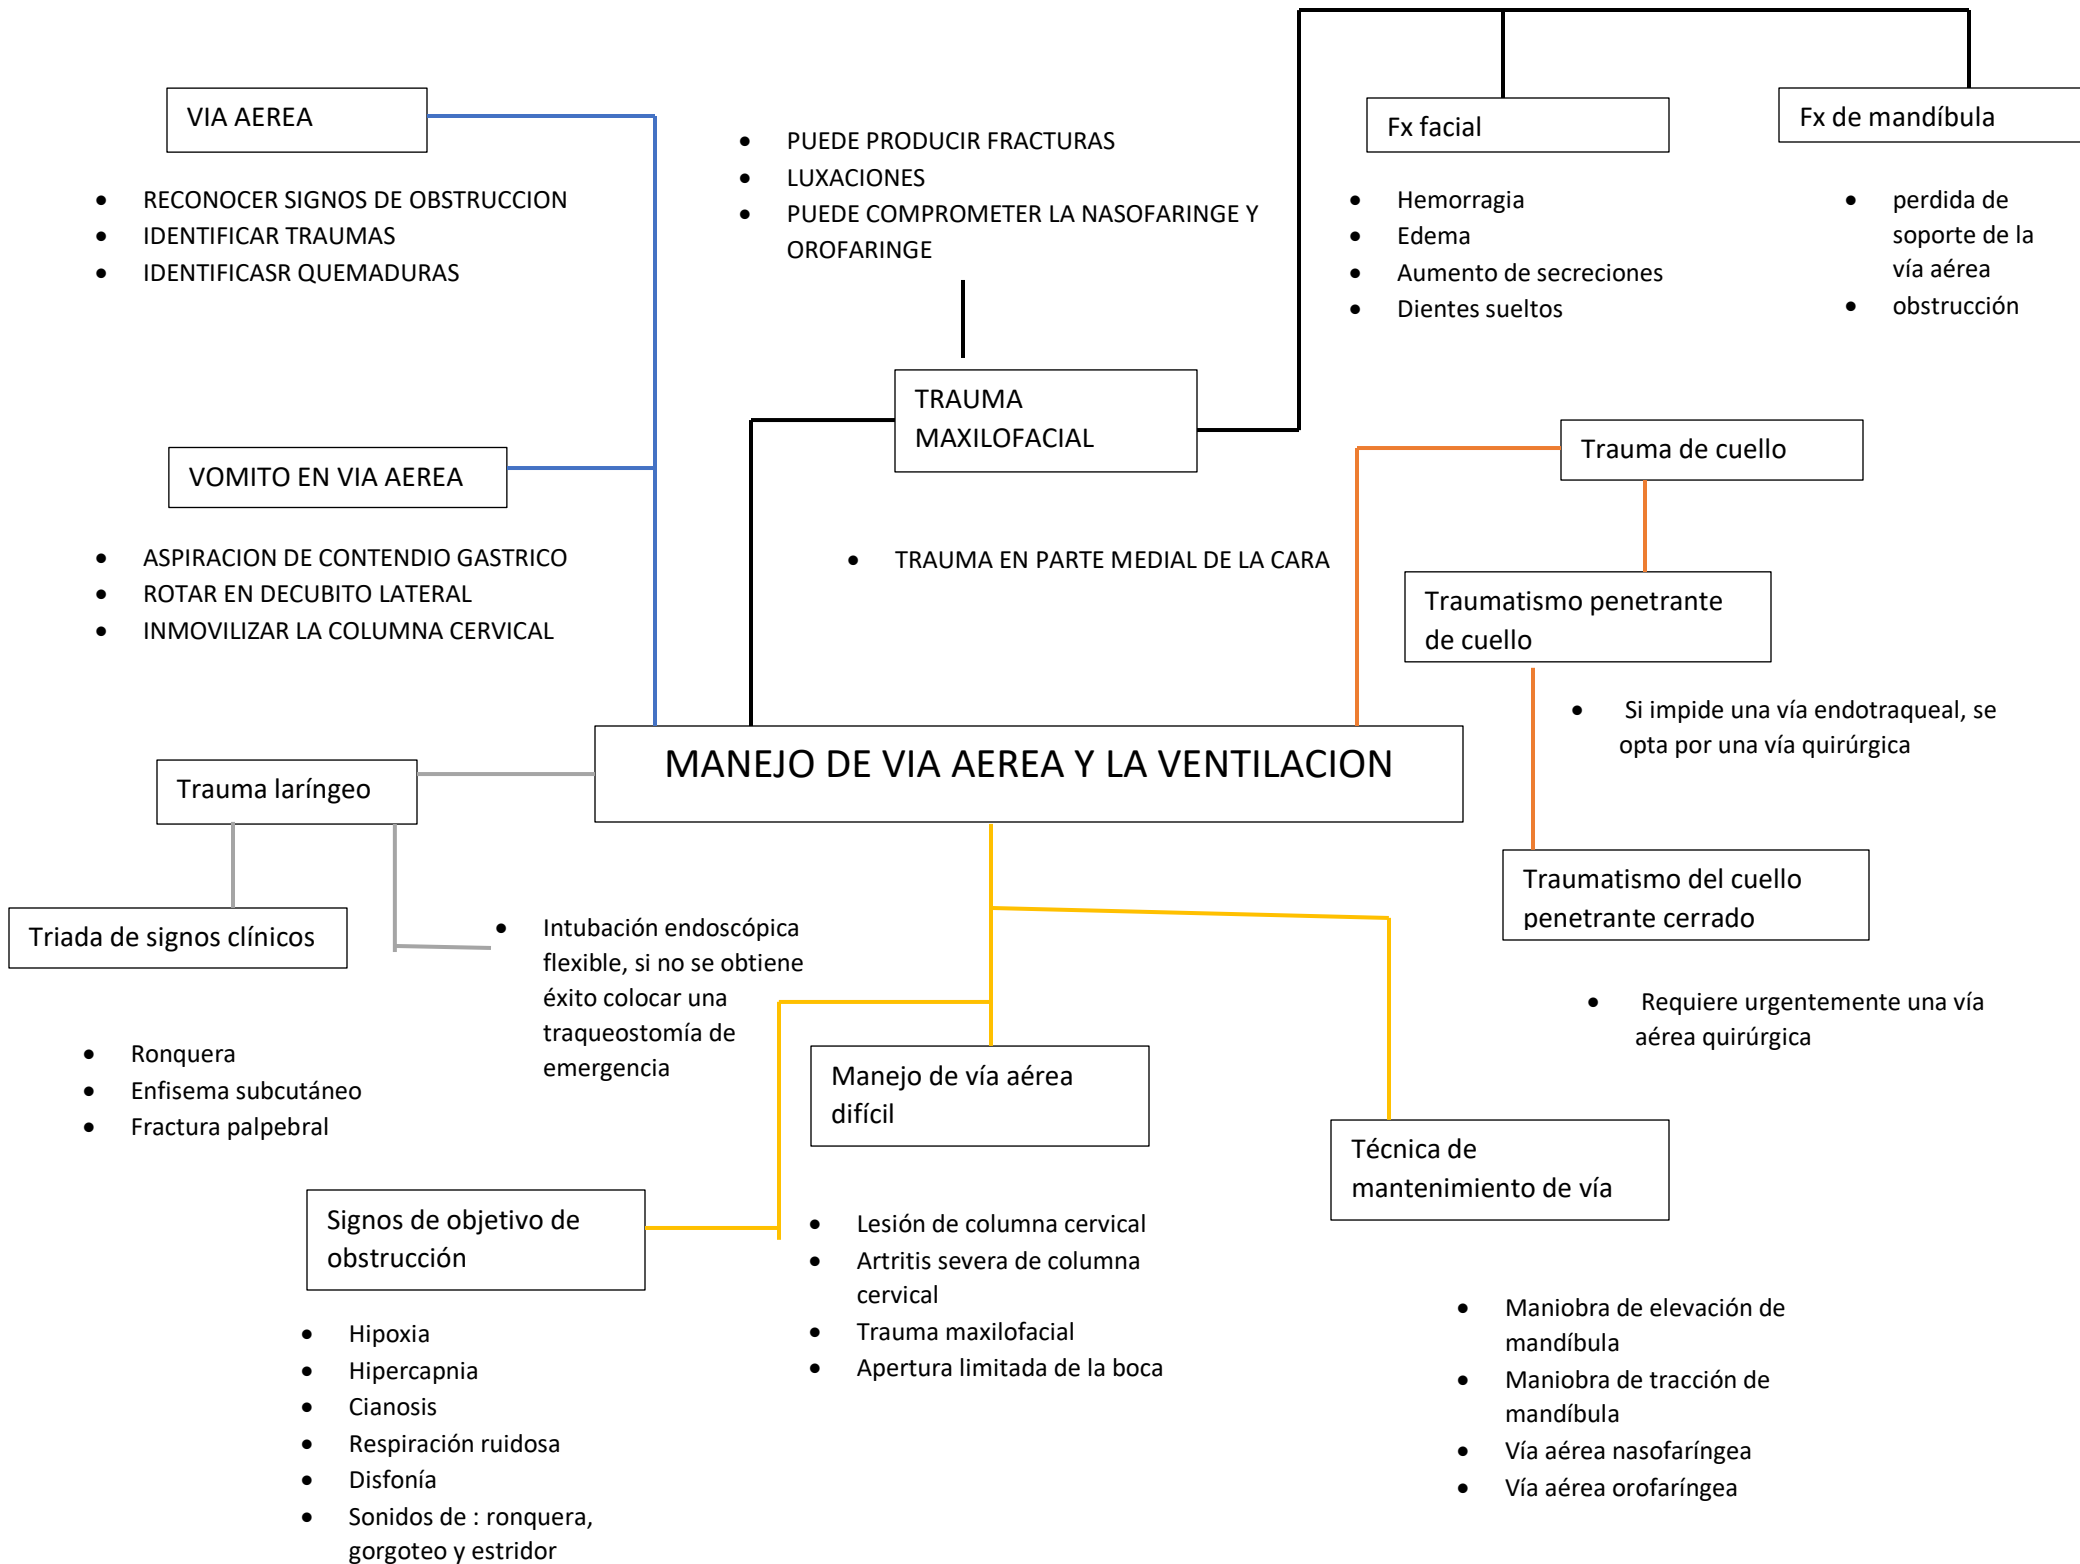 VIA AEREA
• RECONOCER SIGNOS DE OBSTRUCCION
• IDENTIFICAR TRAUMAS
• IDENTIFICASR QUEMADURAS
VOMITO EN VIA AEREA
• ASPIRACION DE CONTENDIO GASTRICO
• ROTAR EN DECUBITO LATERAL
• INMOVILIZAR LA COLUMNA CERVICAL
• PUEDE PRODUCIR FRACTURAS
• LUXACIONES
• PUEDE COMPROMETER LA NASOFARINGE Y
OROFARINGE
TRAUMA
MAXILOFACIAL
• TRAUMA EN PARTE MEDIAL DE LA CARA
Fx facial
• Hemorragia
• Edema
• Aumento de secreciones
• Dientes sueltos
Fx de mandíbula
• perdida de
soporte de la
vía aérea
• obstrucción
Trauma de cuello
Traumatismo penetrante
de cuello
• Si impide una vía endotraqueal, se
opta por una vía quirúrgica
Traumatismo del cuello
penetrante cerrado
• Requiere urgentemente una vía
aérea quirúrgica
MANEJO DE VIA AEREA Y LA VENTILACION
Trauma laríngeo
Triada de signos clínicos
• Ronquera
• Enfisema subcutáneo
• Fractura palpebral
• Intubación endoscópica
flexible, si no se obtiene
éxito colocar una
traqueostomía de
emergencia
Signos de objetivo de
obstrucción
• Hipoxia
• Hipercapnia
• Cianosis
• Respiración ruidosa
• Disfonía
• Sonidos de : ronquera,
gorgoteo y estridor
Manejo de vía aérea
difícil
• Lesión de columna cervical
• Artritis severa de columna
cervical
• Trauma maxilofacial
• Apertura limitada de la boca
Técnica de
mantenimiento de vía
• Maniobra de elevación de
mandíbula
• Maniobra de tracción de
mandíbula
• Vía aérea nasofaríngea
• Vía aérea orofaríngea